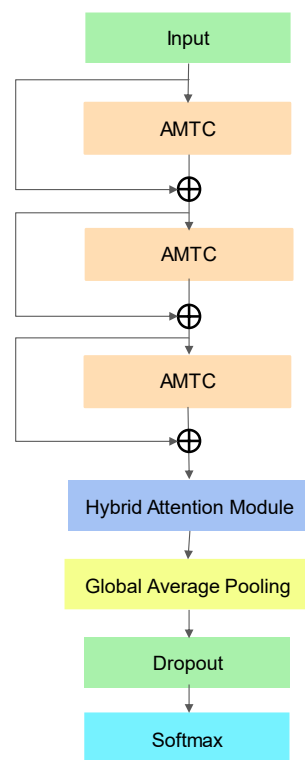 Input
AMTC
AMTC
AMTC
Hybrid Attention Module
Global Average Pooling
Dropout
Softmax